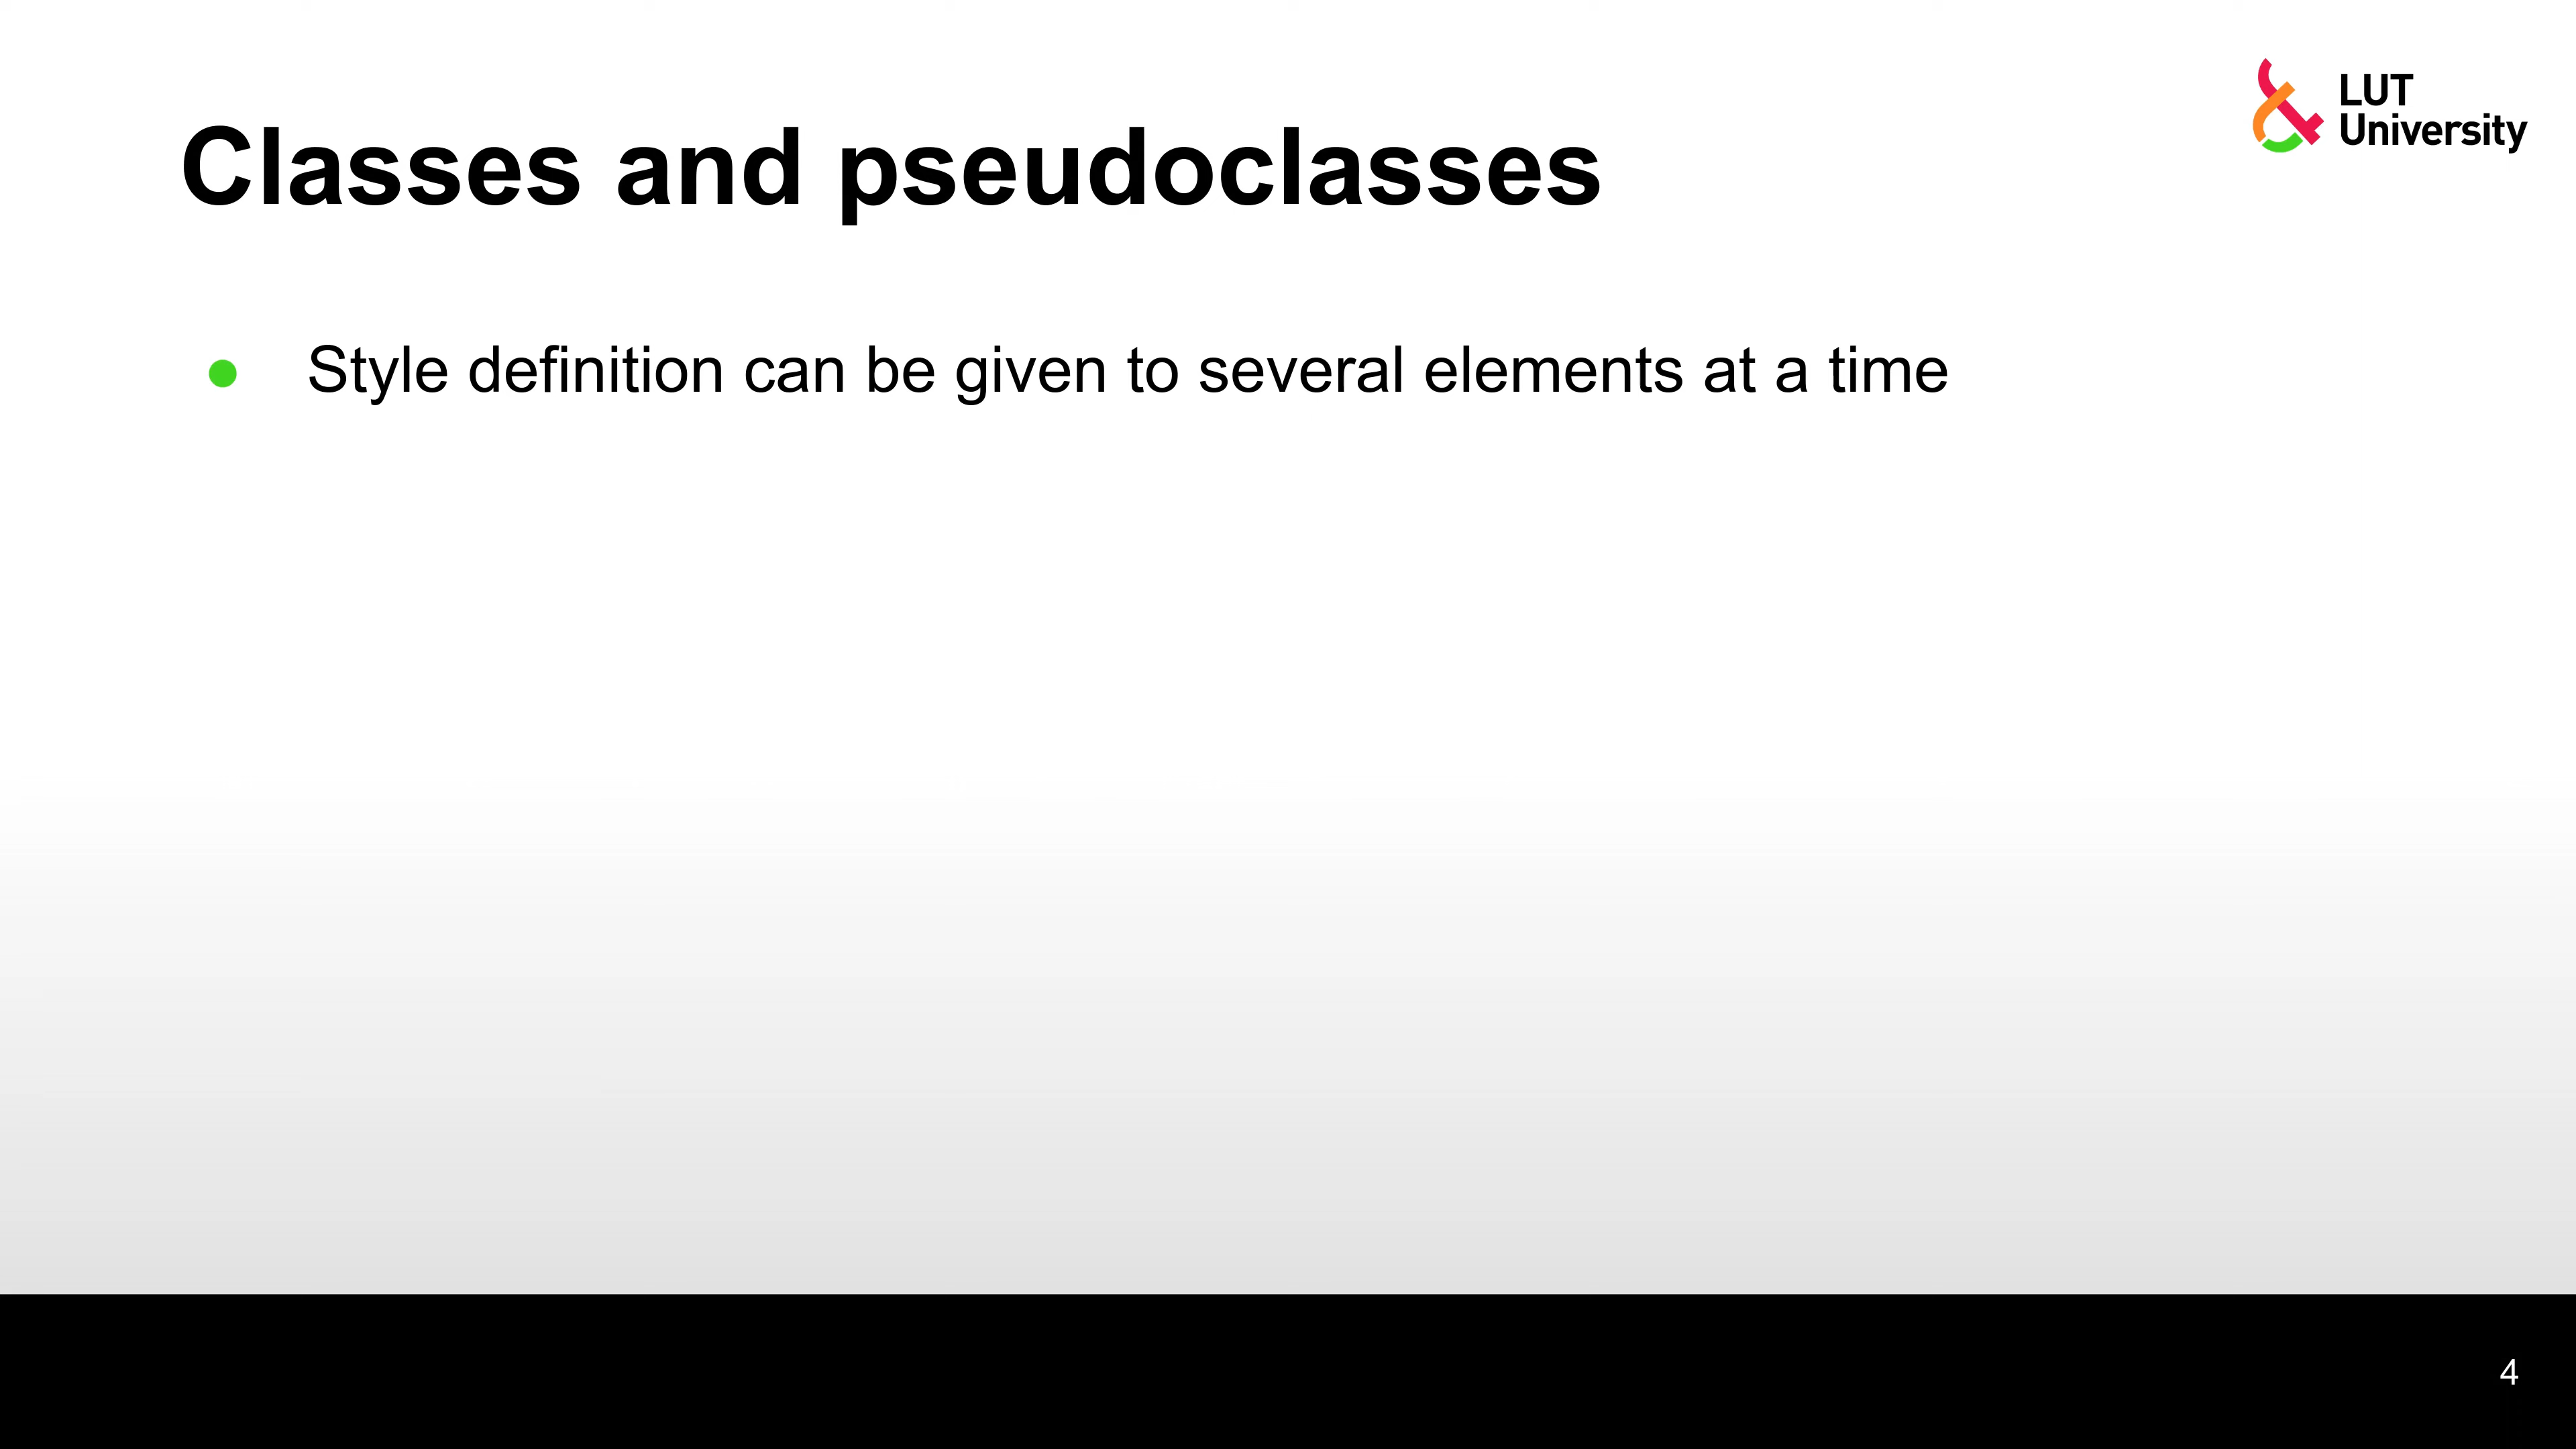 LUT
University
Classes and pseudoclasses
● Style definition can be given to several elements at a time
4